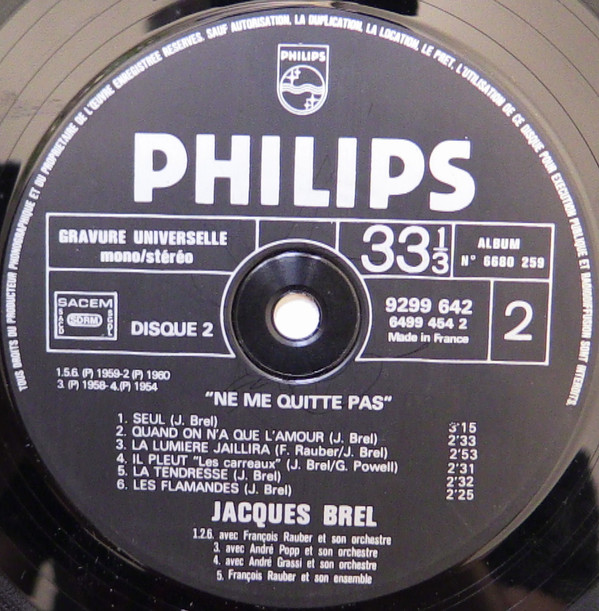 TOUS DROITS DU PRODUCTEUR PHONOGRAPHIQUE ET DU PROPRIETAIRE DE L'ŒUVRE ENREGISTREE RESERVES. SAUF AUTORISATION, LA DUPLICATION, LA LOCATION, LE PRET, L'UTILISATION DE CE DISQUE POUR EXECUTION PUBLIQUE ET RADIODIFFUSION SONT INTERDITS.
PHILIPS
PHILIPS
GRAVURE UNIVERSELLE
mono/stéréo
33 1/3
ALBUM
N° 6680 259
SACEM
SACD SDRM SGDL
DISQUE 2
9299 642
6499 454 2
Made in France
2
1.5.6. (P) 1959-2 (P) 1960
3. (P) 1958-4. (P) 1954
"NE ME QUITTE PAS"
1. SEUL (J. Brel) 3'15
2. QUAND ON N'A QUE L'AMOUR (J. Brel) 2'33
3. LA LUMIERE JAILLIRA (F. Rauber/J. Brel) 2'53
4. IL PLEUT "Les carreaux" (J. Brel/G. Powell) 2'31
5. LA TENDRESSE (J. Brel) 2'32
6. LES FLAMANDES (J. Brel) 2'25
JACQUES BREL
1.2.6. avec François Rauber et son orchestre
3. avec André Popp et son orchestre
4. avec André Grassi et son orchestre
5. François Rauber et son ensemble